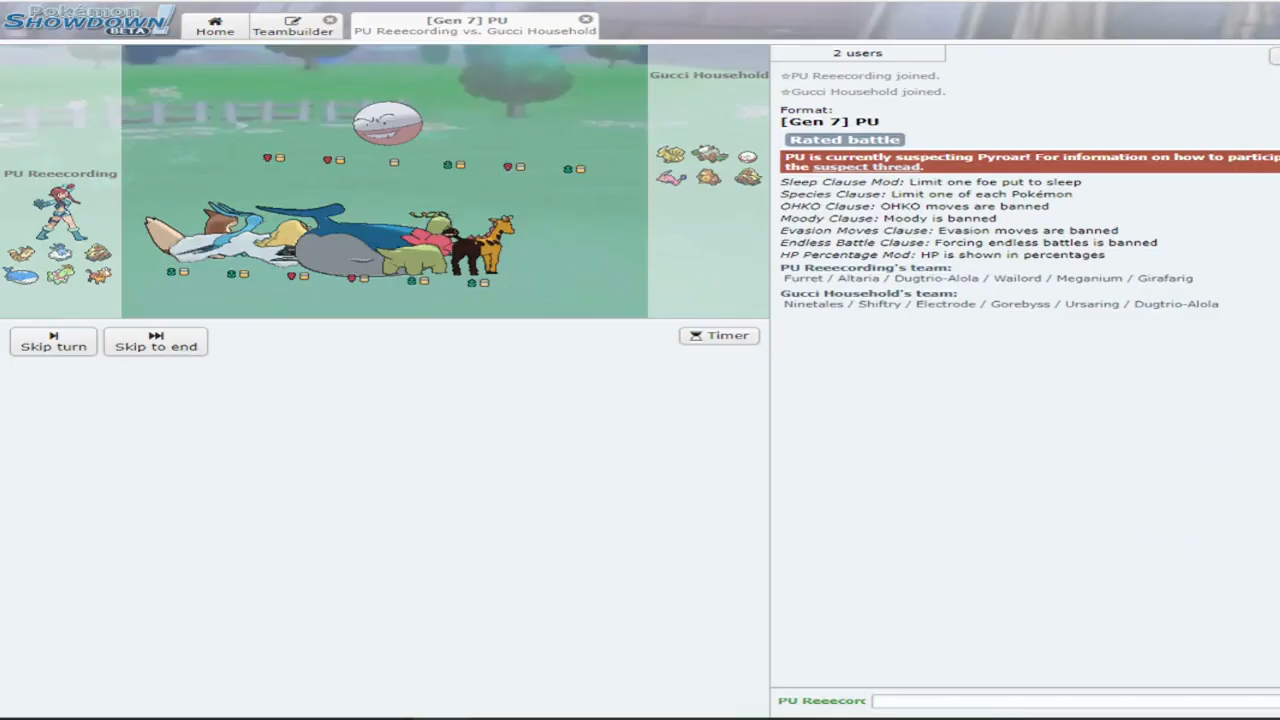 Pokémon
SHOWDOWN!
BETA
Home
Teambuilder
[Gen 7] PU
PU Reeecording vs. Gucci Household
PU Reeecording
Gucci Household
Skip turn
Skip to end
Timer
2 users
☆PU Reeecording joined.
☆Gucci Household joined.
Format:
[Gen 7] PU
Rated battle
PU is currently suspecting Pyroar! For information on how to particip
the suspect thread.
Sleep Clause Mod: Limit one foe put to sleep
Species Clause: Limit one of each Pokémon
OHKO Clause: OHKO moves are banned
Moody Clause: Moody is banned
Evasion Moves Clause: Evasion moves are banned
Endless Battle Clause: Forcing endless battles is banned
HP Percentage Mod: HP is shown in percentages
PU Reeecording's team:
Furret / Altaria / Dugtrio-Alola / Wailord / Meganium / Girafarig
Gucci Household's team:
Ninetales / Shiftry / Electrode / Gorebyss / Ursaring / Dugtrio-Alola
PU Reeecorc